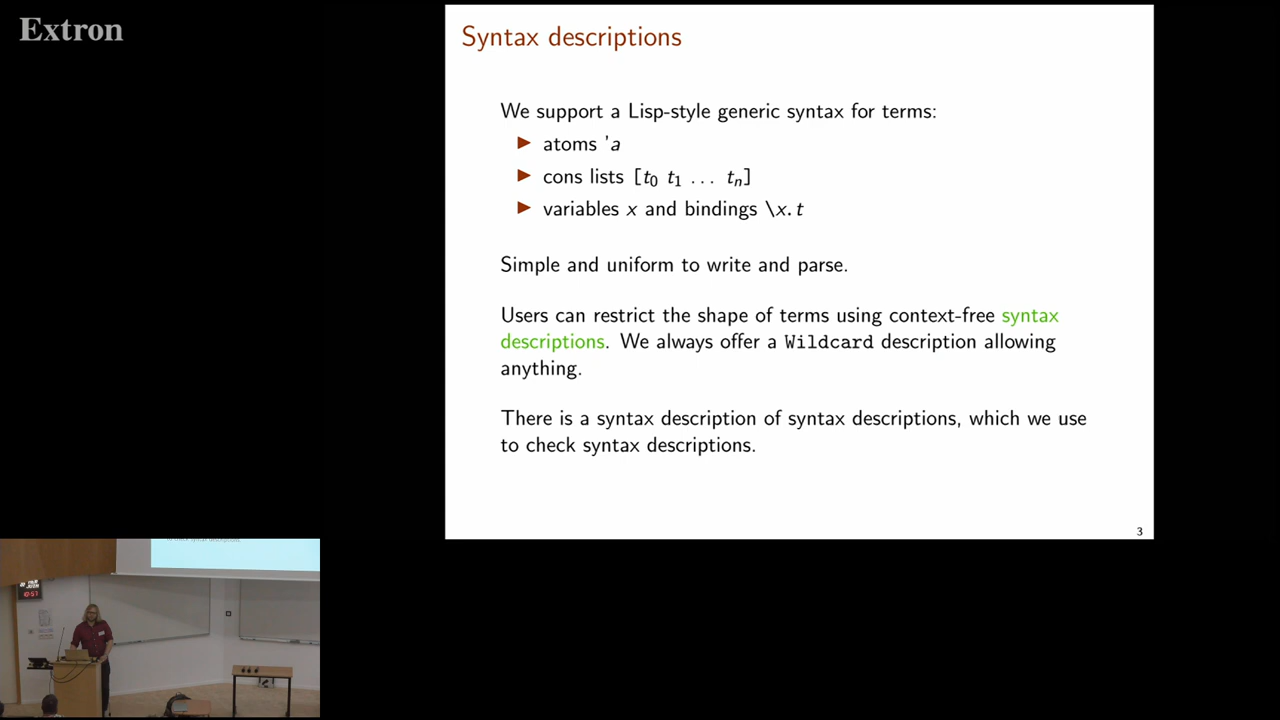 Extron
Syntax descriptions
We support a Lisp-style generic syntax for terms:
▶ atoms 'a
▶ cons lists [t₀ t₁ … tₙ]
▶ variables x and bindings \x.t
Simple and uniform to write and parse.
Users can restrict the shape of terms using context-free syntax
descriptions. We always offer a Wildcard description allowing
anything.
There is a syntax description of syntax descriptions, which we use
to check syntax descriptions.
3